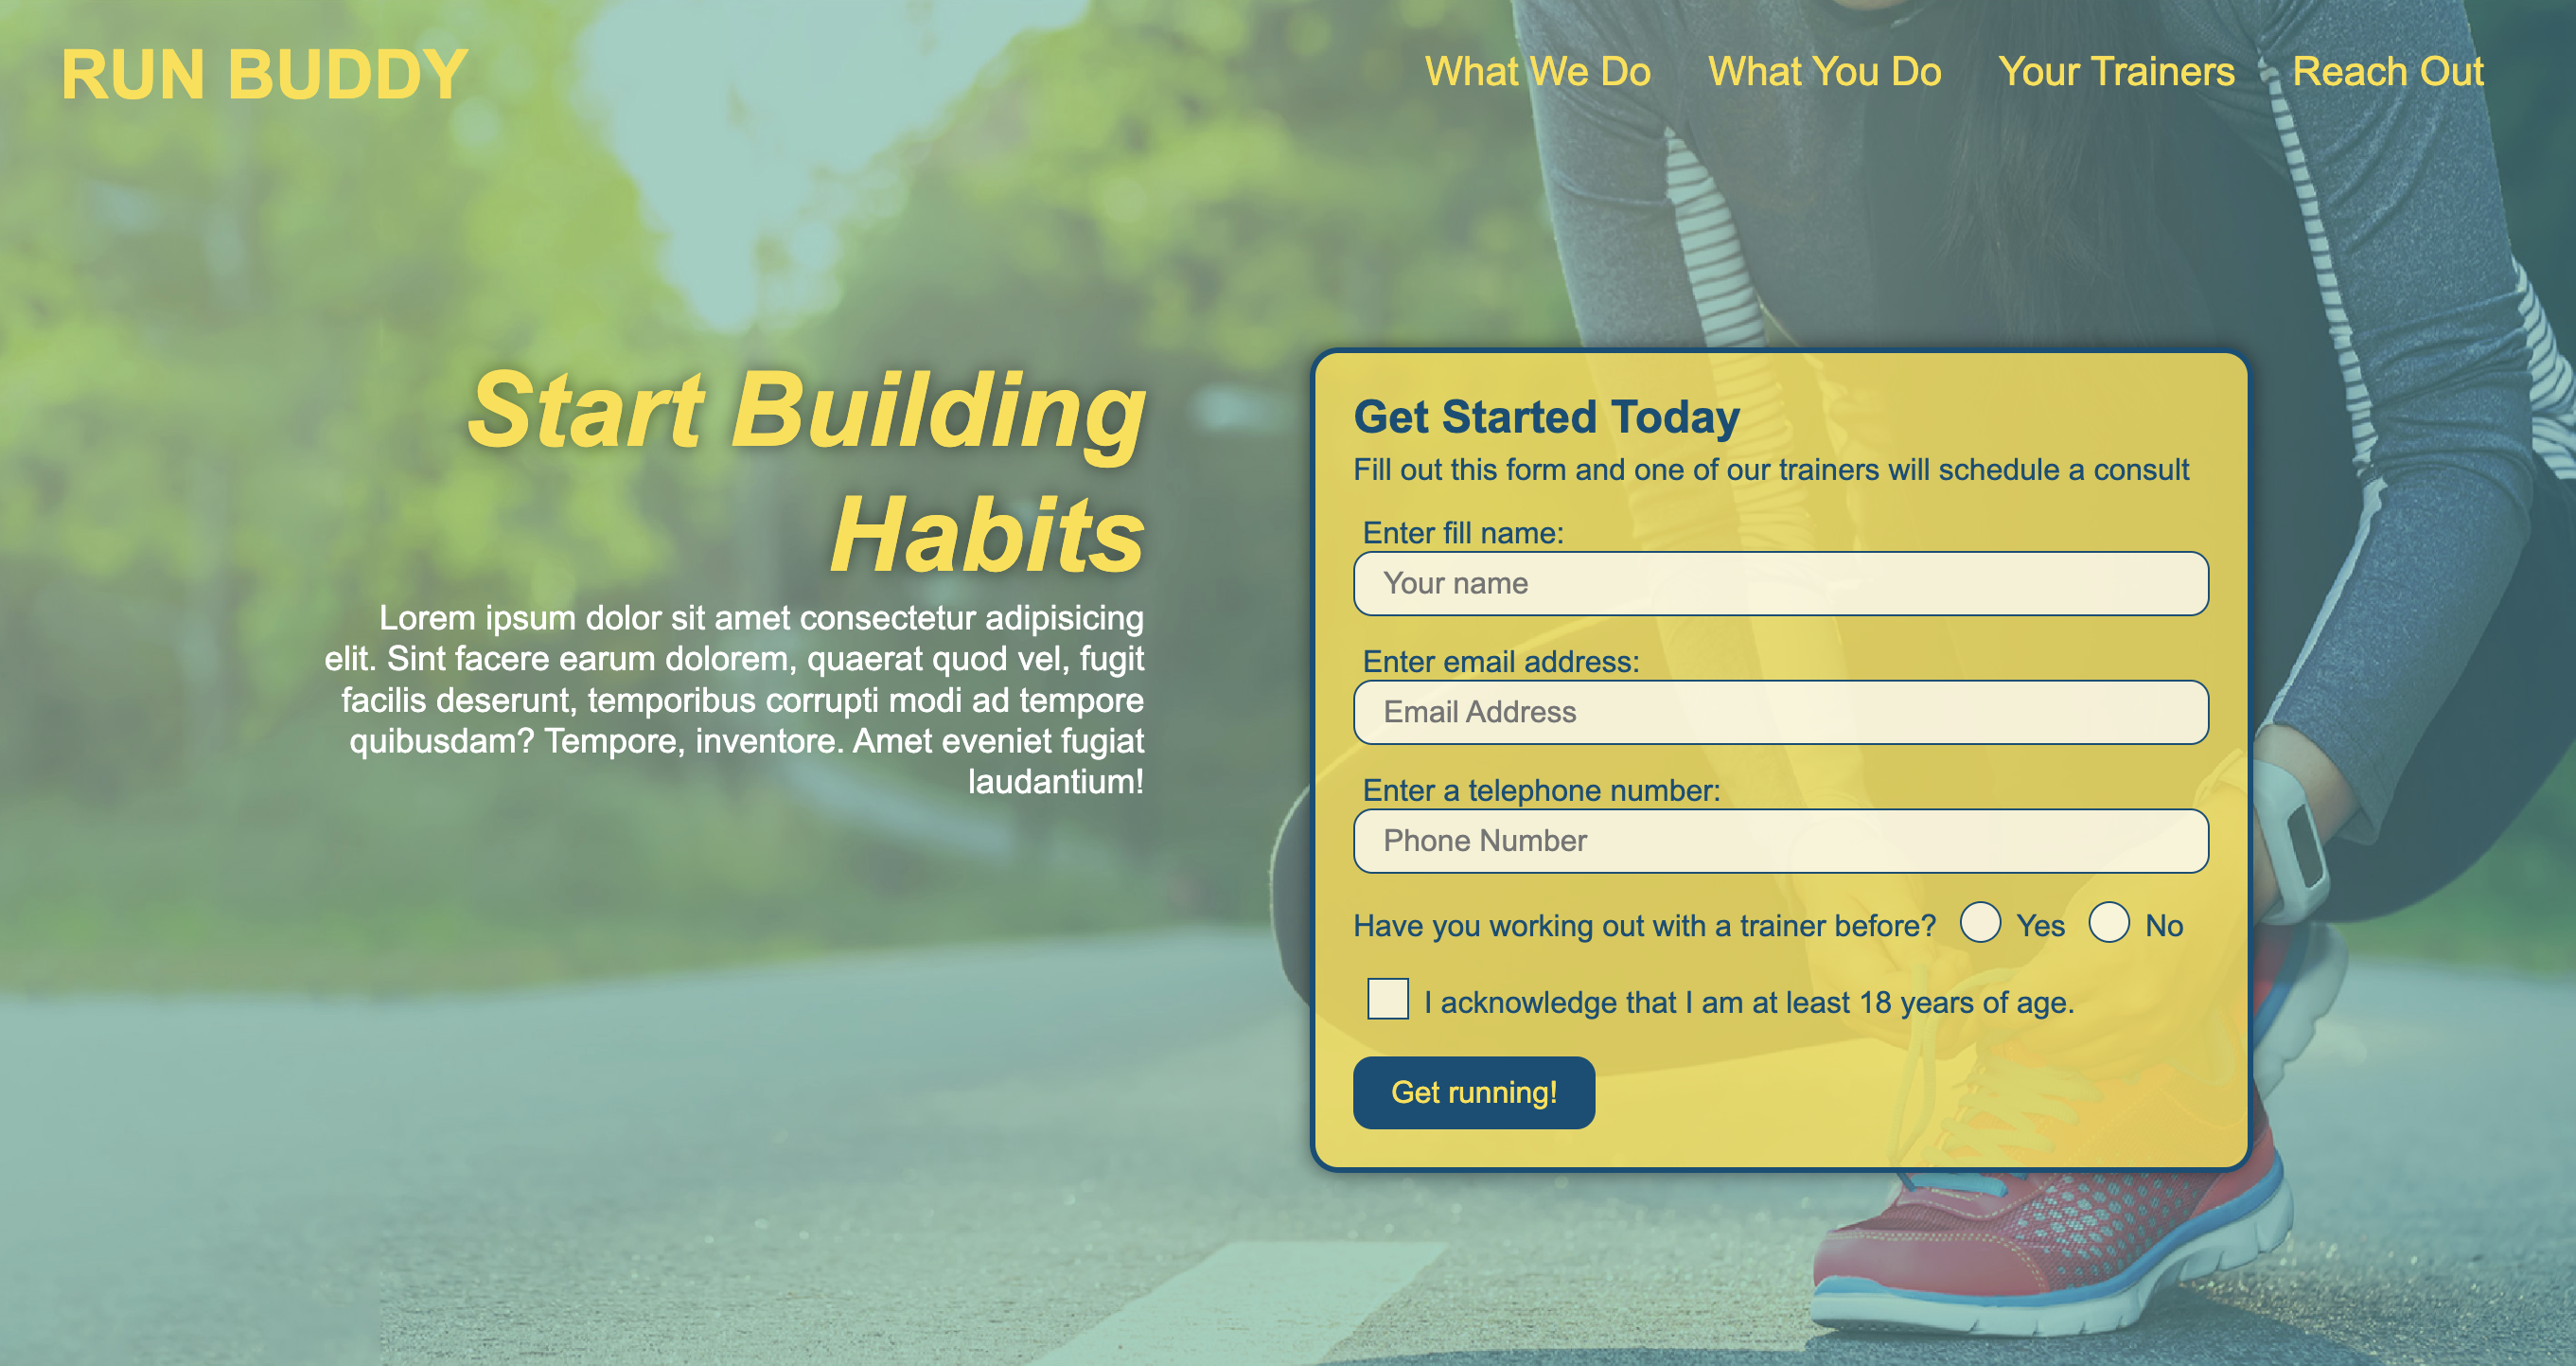 RUN BUDDY
What We Do What You Do Your Trainers Reach Out
Start Building
Habits
Lorem ipsum dolor sit amet consectetur adipisicing
elit. Sint facere earum dolorem, quaerat quod vel, fugit
facilis deserunt, temporibus corrupti modi ad tempore
quibusdam? Tempore, inventore. Amet eveniet fugiat
laudantium!
Get Started Today
Fill out this form and one of our trainers will schedule a consult
Enter fill name:
Your name
Enter email address:
Email Address
Enter a telephone number:
Phone Number
Have you working out with a trainer before? Yes No
I acknowledge that I am at least 18 years of age.
Get running!